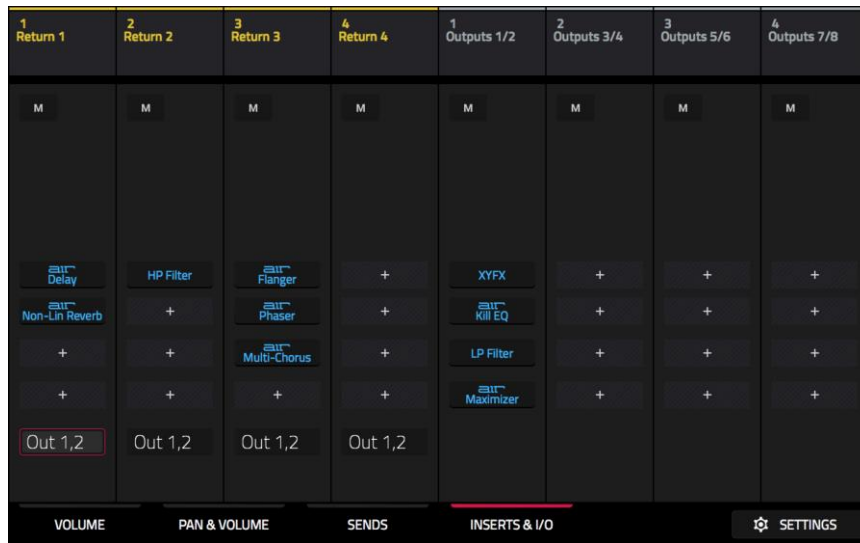 1 2 3 4 1 2 3 4
Return 1 Return 2 Return 3 Return 4 Outputs 1/2 Outputs 3/4 Outputs 5/6 Outputs 7/8
M M M M M M M M
air air
Delay HP Filter Flanger + XYFX + + +
air air air
Non-Lin Reverb + Phaser + Kill EQ + + +
air
+ + Multi-Chorus + LP Filter + + +
air
+ + + + Maximizer + + +
Out 1,2 Out 1,2 Out 1,2 Out 1,2
VOLUME PAN & VOLUME SENDS INSERTS & I/O SETTINGS